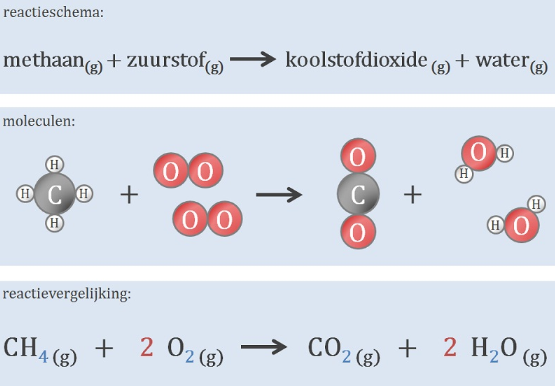 reactieschema:
methaan(g) + zuurstof(g) ⟶ koolstofdioxide (g) + water(g)
moleculen:
H
H C H
H
+
O O
O O
⟶
O
C
O
+
O H
H
H
H O
reactievergelijking:
CH4 (g) + 2 O2 (g) ⟶ CO2 (g) + 2 H2O (g)